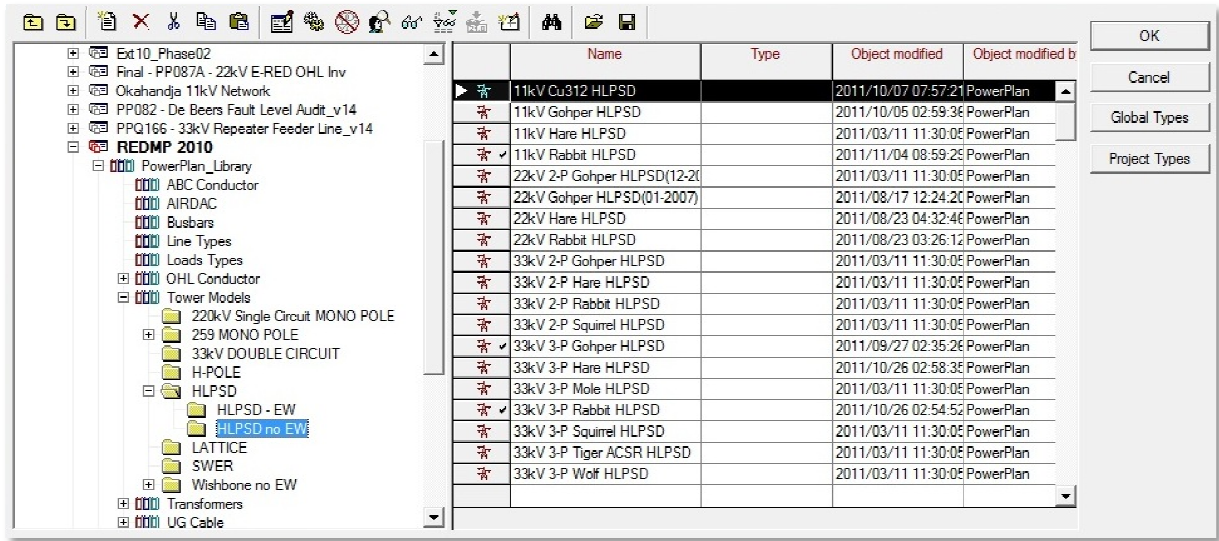 Ext10_Phase02
Final - PP087A - 22kV E-RED OHL Inv
Okahandja 11kV Network
PP082 - De Beers Fault Level Audit_v14
PPQ166 - 33kV Repeater Feeder Line_v14
REDMP 2010
PowerPlan_Library
ABC Conductor
AIRDAC
Busbars
Line Types
Loads Types
OHL Conductor
Tower Models
220kV Single Circuit MONO POLE
259 MONO POLE
33kV DOUBLE CIRCUIT
H-POLE
HLPSD
HLPSD - EW
HLPSD no EW
LATTICE
SWER
Wishbone no EW
Transformers
UG Cable
Name Type Object modified Object modified b
11kV Cu312 HLPSD 2011/10/07 07:57:21 PowerPlan
11kV Gohper HLPSD 2011/10/05 02:59:36 PowerPlan
11kV Hare HLPSD 2011/03/11 11:30:05 PowerPlan
11kV Rabbit HLPSD 2011/11/04 08:59:29 PowerPlan
22kV 2-P Gohper HLPSD(12-20 2011/03/11 11:30:05 PowerPlan
22kV Gohper HLPSD(01-2007) 2011/08/17 12:24:20 PowerPlan
22kV Hare HLPSD 2011/08/23 04:32:46 PowerPlan
22kV Rabbit HLPSD 2011/08/23 03:26:12 PowerPlan
33kV 2-P Gohper HLPSD 2011/03/11 11:30:05 PowerPlan
33kV 2-P Hare HLPSD 2011/03/11 11:30:05 PowerPlan
33kV 2-P Rabbit HLPSD 2011/03/11 11:30:05 PowerPlan
33kV 2-P Squirrel HLPSD 2011/03/11 11:30:05 PowerPlan
33kV 3-P Gohper HLPSD 2011/09/27 02:35:26 PowerPlan
33kV 3-P Hare HLPSD 2011/10/26 02:58:35 PowerPlan
33kV 3-P Mole HLPSD 2011/03/11 11:30:05 PowerPlan
33kV 3-P Rabbit HLPSD 2011/10/26 02:54:52 PowerPlan
33kV 3-P Squirrel HLPSD 2011/03/11 11:30:05 PowerPlan
33kV 3-P Tiger ACSR HLPSD 2011/03/11 11:30:05 PowerPlan
33kV 3-P Wolf HLPSD 2011/03/11 11:30:05 PowerPlan
OK
Cancel
Global Types
Project Types